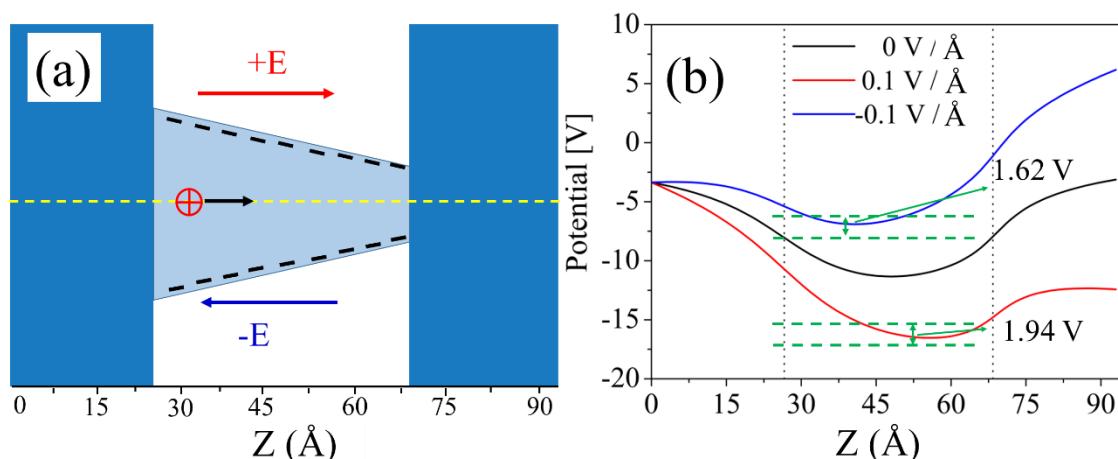 (a)
+E
-E
0 15 30 45 60 75 90
Z (Å)
(b)
0 V / Å
0.1 V / Å
-0.1 V / Å
1.62 V
1.94 V
Potential [V]
10
5
0
-5
-10
-15
-20
0 15 30 45 60 75 90
Z (Å)